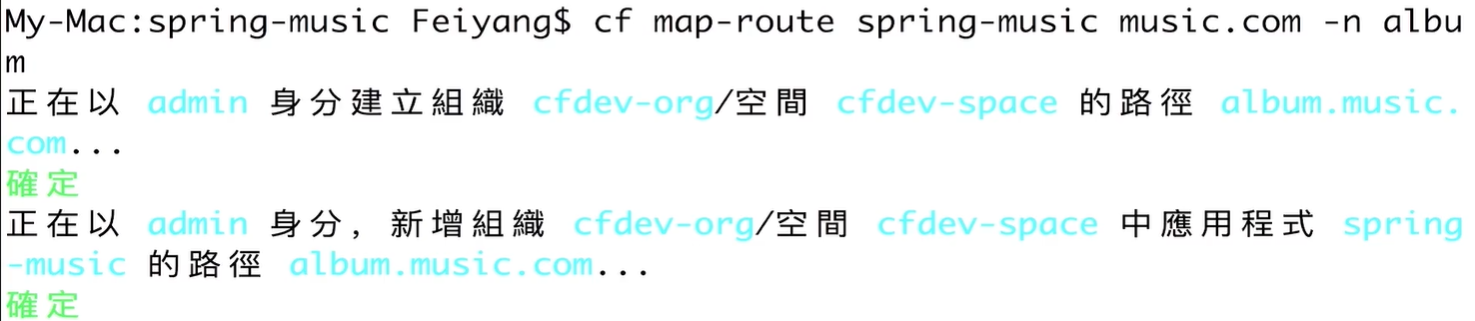 My-Mac:spring-music Feiyang$ cf map-route spring-music music.com -n albu
m
正在以 admin 身分建立組織 cfdev-org/空間 cfdev-space 的路徑 album.music.
com...
確定
正在以 admin 身分，新增組織 cfdev-org/空間 cfdev-space 中應用程式 spring
-music 的路徑 album.music.com...
確定